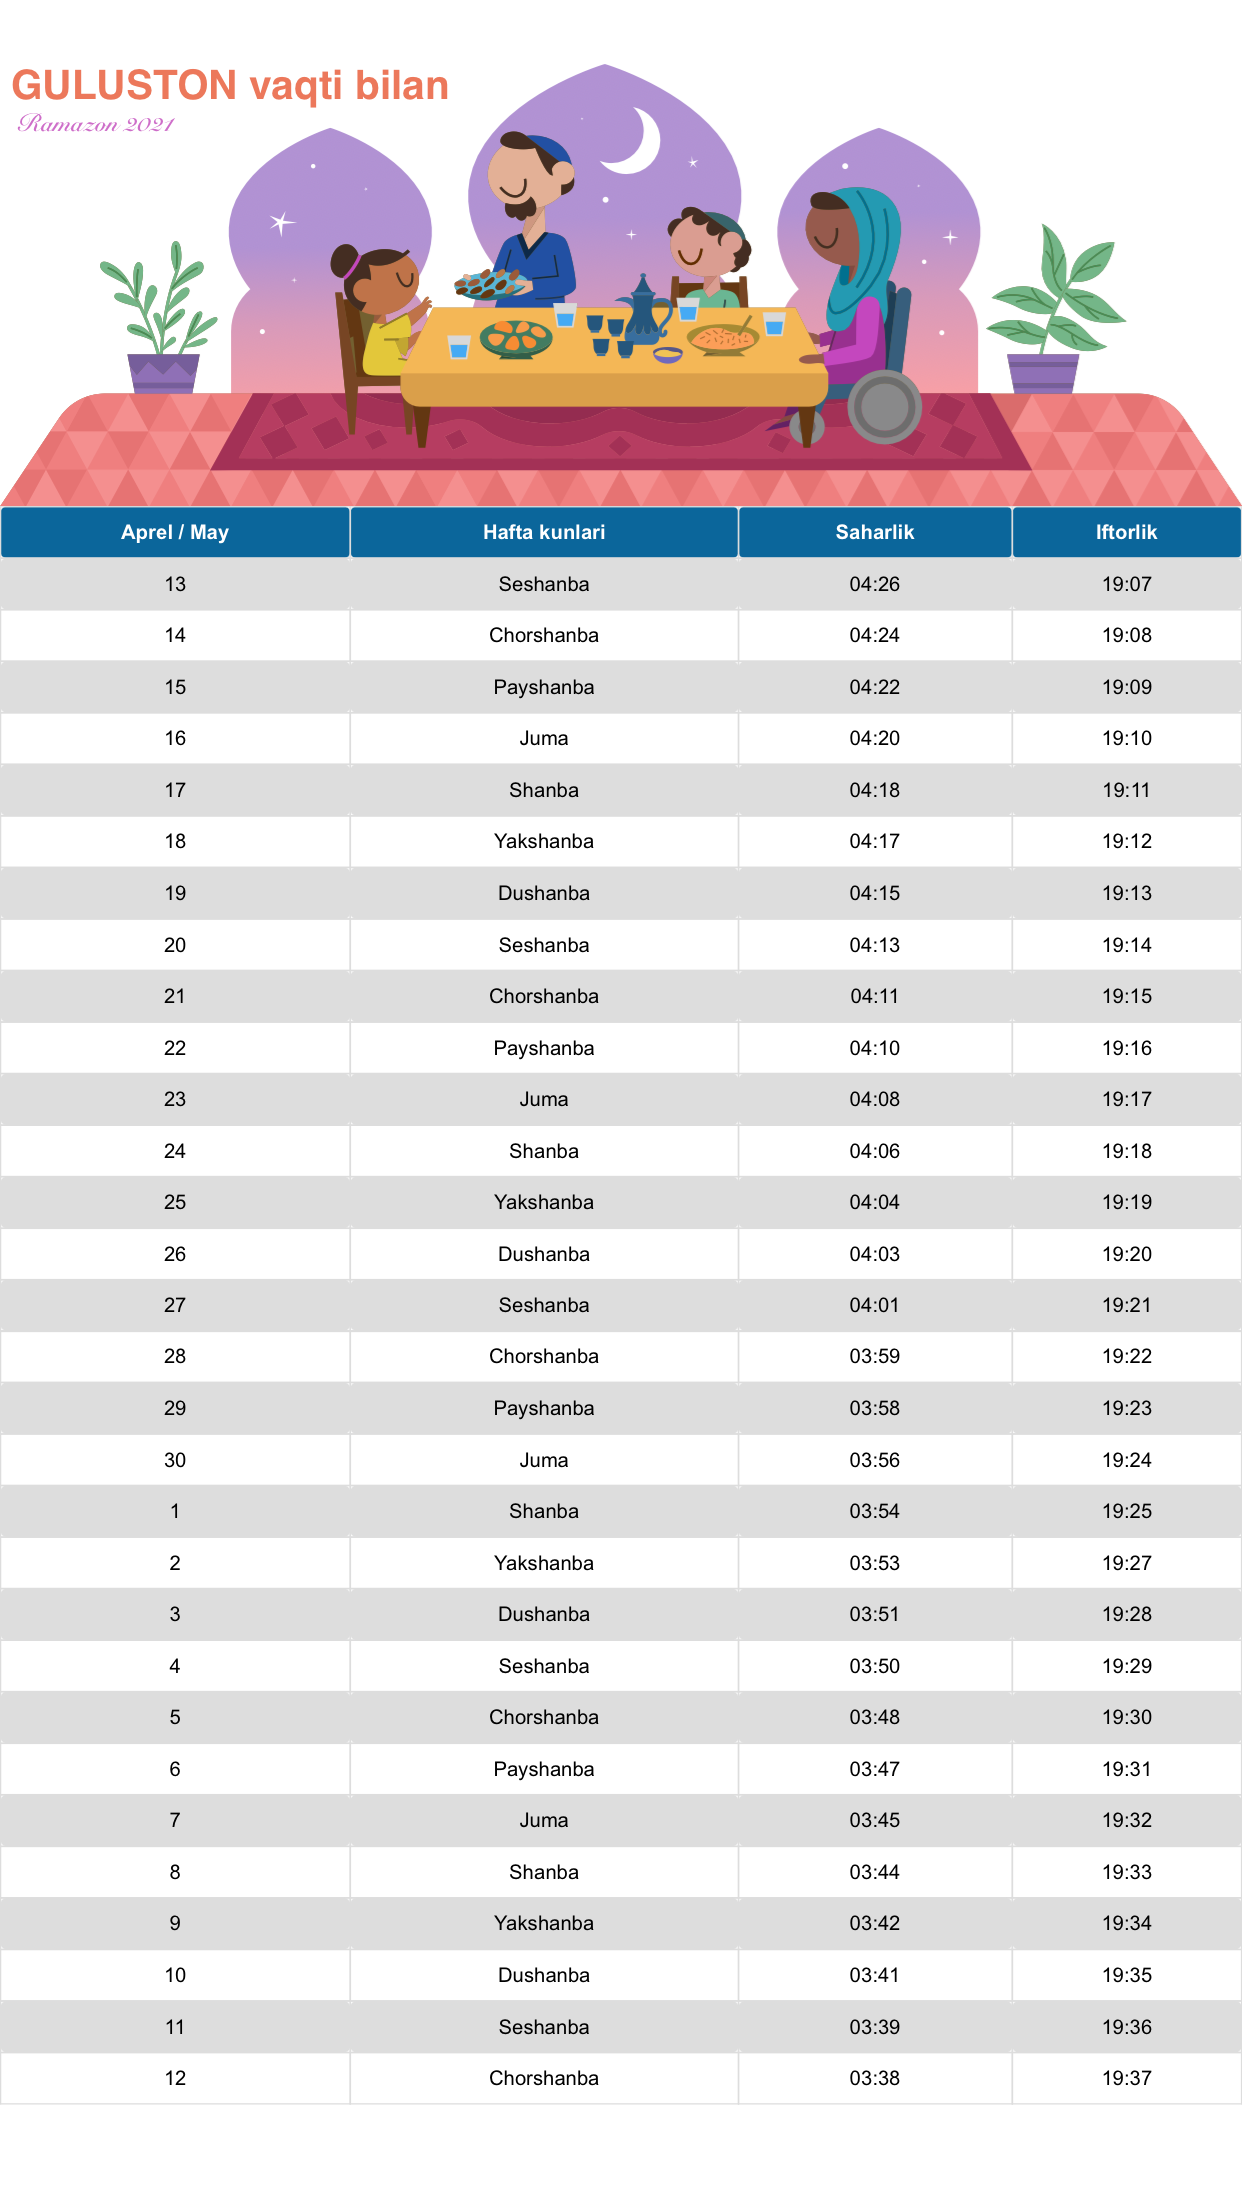 GULUSTON vaqti bilan
Ramazon 2021
Aprel / May Hafta kunlari Saharlik Iftorlik
13 Seshanba 04:26 19:07
14 Chorshanba 04:24 19:08
15 Payshanba 04:22 19:09
16 Juma 04:20 19:10
17 Shanba 04:18 19:11
18 Yakshanba 04:17 19:12
19 Dushanba 04:15 19:13
20 Seshanba 04:13 19:14
21 Chorshanba 04:11 19:15
22 Payshanba 04:10 19:16
23 Juma 04:08 19:17
24 Shanba 04:06 19:18
25 Yakshanba 04:04 19:19
26 Dushanba 04:03 19:20
27 Seshanba 04:01 19:21
28 Chorshanba 03:59 19:22
29 Payshanba 03:58 19:23
30 Juma 03:56 19:24
1 Shanba 03:54 19:25
2 Yakshanba 03:53 19:27
3 Dushanba 03:51 19:28
4 Seshanba 03:50 19:29
5 Chorshanba 03:48 19:30
6 Payshanba 03:47 19:31
7 Juma 03:45 19:32
8 Shanba 03:44 19:33
9 Yakshanba 03:42 19:34
10 Dushanba 03:41 19:35
11 Seshanba 03:39 19:36
12 Chorshanba 03:38 19:37